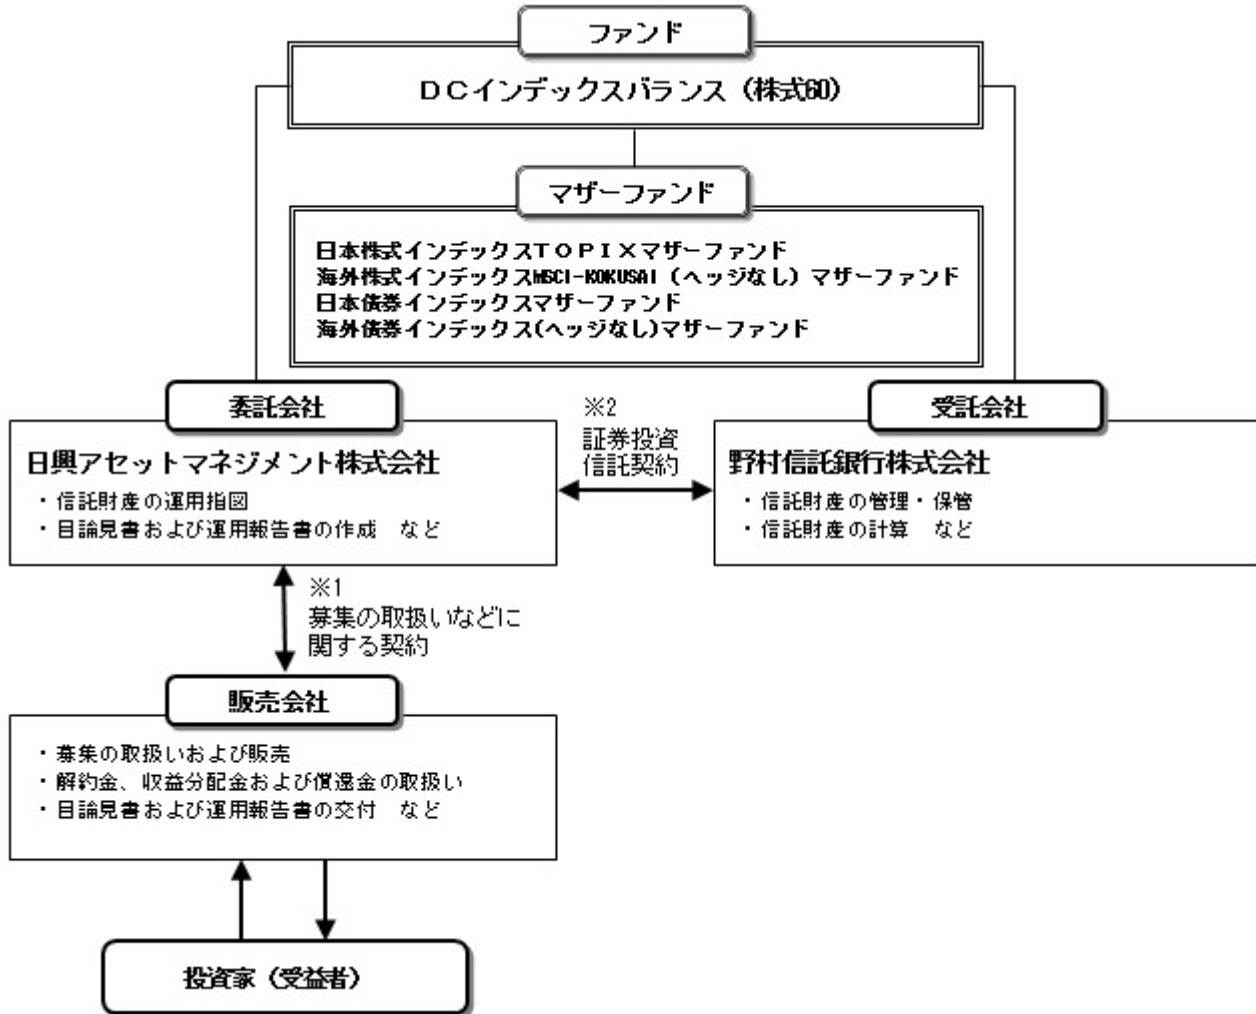 ファンド
DCインデックスバランス（株式60）
マザーファンド
日本株式インデックスTOPIXマザーファンド
海外株式インデックスMSCI-KOKUSAI（ヘッジなし）マザーファンド
日本債券インデックスマザーファンド
海外債券インデックス(ヘッジなし)マザーファンド
委託会社
日興アセットマネジメント株式会社
・信託財産の運用指図
・目論見書および運用報告書の作成　など
※2
証券投資
信託契約
受託会社
野村信託銀行株式会社
・信託財産の管理・保管
・信託財産の計算　など
※1
募集の取扱いなどに
関する契約
販売会社
・募集の取扱いおよび販売
・解約金、収益分配金および償還金の取扱い
・目論見書および運用報告書の交付　など
投資家（受益者）